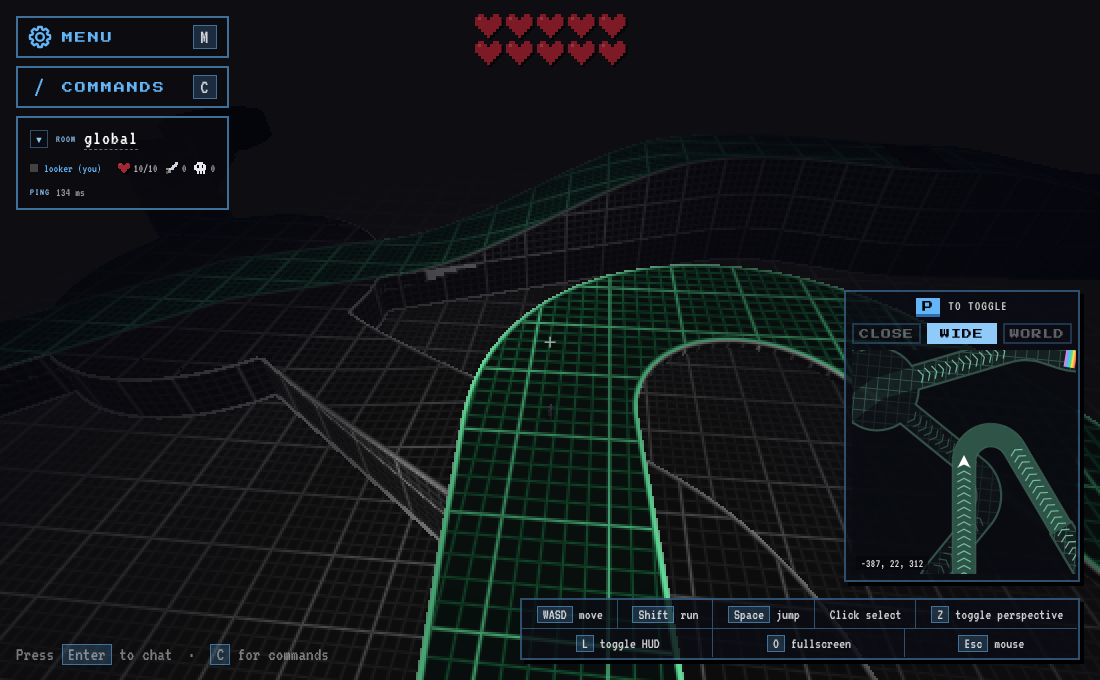 MENU M
/ COMMANDS C
▼ ROOM global
looker (you) 10/10 0 0
PING 134 ms
P TO TOGGLE
CLOSE WIDE WORLD
-387, 22, 312
WASD move Shift run Space jump Click select Z toggle perspective
L toggle HUD O fullscreen Esc mouse
Press Enter to chat · C for commands